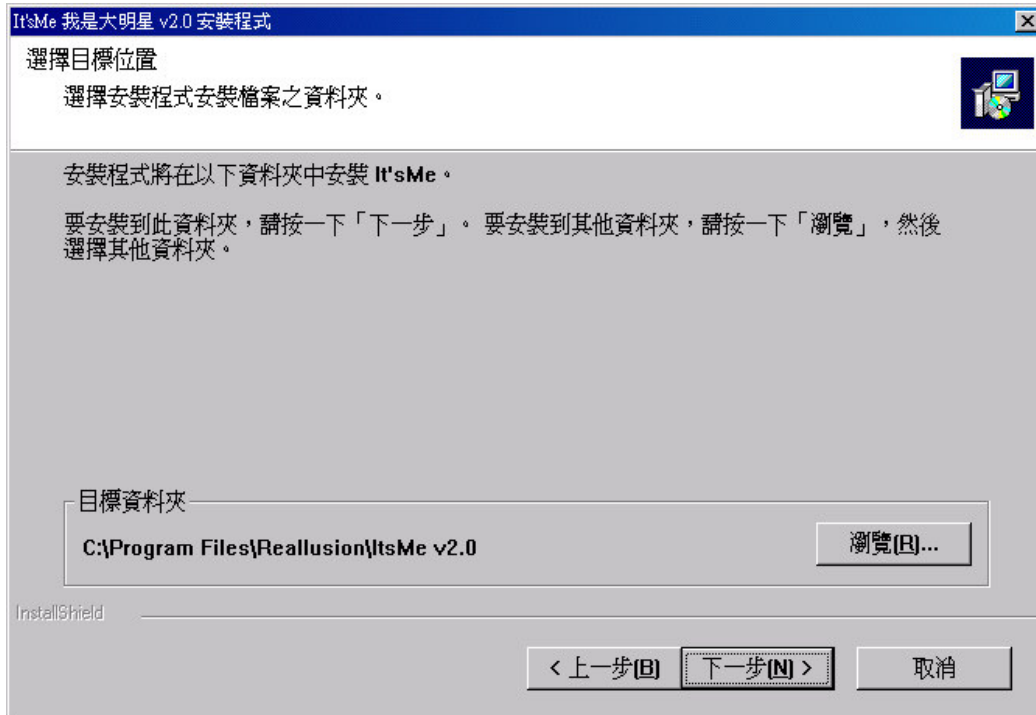 It'sMe 我是大明星 v2.0 安裝程式
選擇目標位置
選擇安裝程式安裝檔案之資料夾。
安裝程式將在以下資料夾中安裝 It'sMe。
要安裝到此資料夾，請按一下「下一步」。 要安裝到其他資料夾，請按一下「瀏覽」，然後
選擇其他資料夾。
目標資料夾
C:\Program Files\Reallusion\ItsMe v2.0
瀏覽(R)...
InstallShield
< 上一步(B)
下一步(N) >
取消